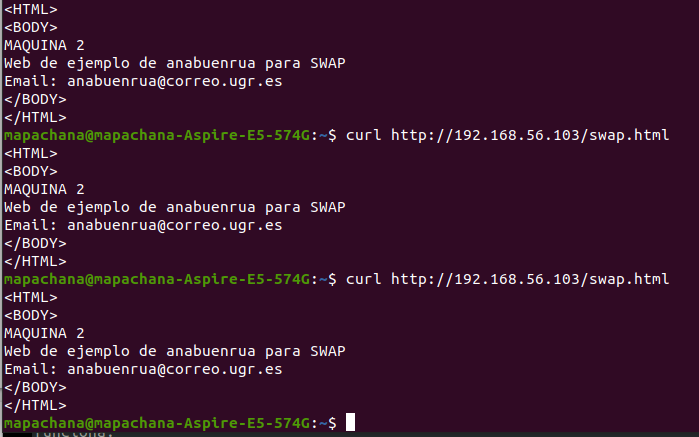 <HTML>
<BODY>
MAQUINA 2
Web de ejemplo de anabuenrua para SWAP
Email: anabuenrua@correo.ugr.es
</BODY>
</HTML>
mapachana@mapachana-Aspire-E5-574G:~$ curl http://192.168.56.103/swap.html
<HTML>
<BODY>
MAQUINA 2
Web de ejemplo de anabuenrua para SWAP
Email: anabuenrua@correo.ugr.es
</BODY>
</HTML>
mapachana@mapachana-Aspire-E5-574G:~$ curl http://192.168.56.103/swap.html
<HTML>
<BODY>
MAQUINA 2
Web de ejemplo de anabuenrua para SWAP
Email: anabuenrua@correo.ugr.es
</BODY>
</HTML>
mapachana@mapachana-Aspire-E5-574G:~$